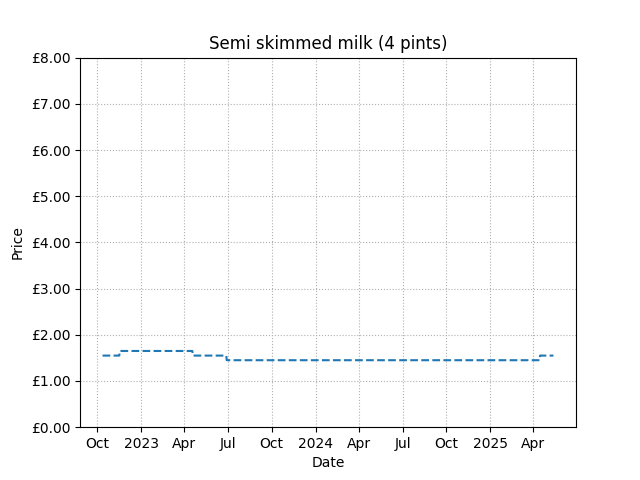 Semi skimmed milk (4 pints)
£8.00
£7.00
£6.00
£5.00
£4.00
£3.00
£2.00
£1.00
£0.00
Price
Oct 2023 Apr Jul Oct 2024 Apr Jul Oct 2025 Apr
Date